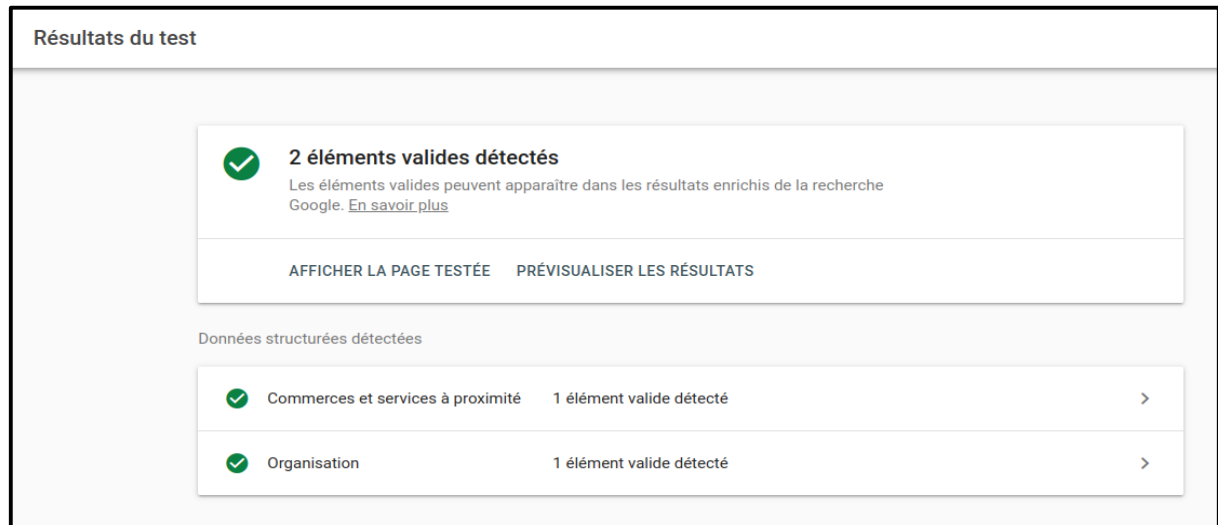 Résultats du test
2 éléments valides détectés
Les éléments valides peuvent apparaître dans les résultats enrichis de la recherche
Google. En savoir plus
AFFICHER LA PAGE TESTÉE PRÉVISUALISER LES RÉSULTATS
Données structurées détectées
Commerces et services à proximité 1 élément valide détecté
Organisation 1 élément valide détecté